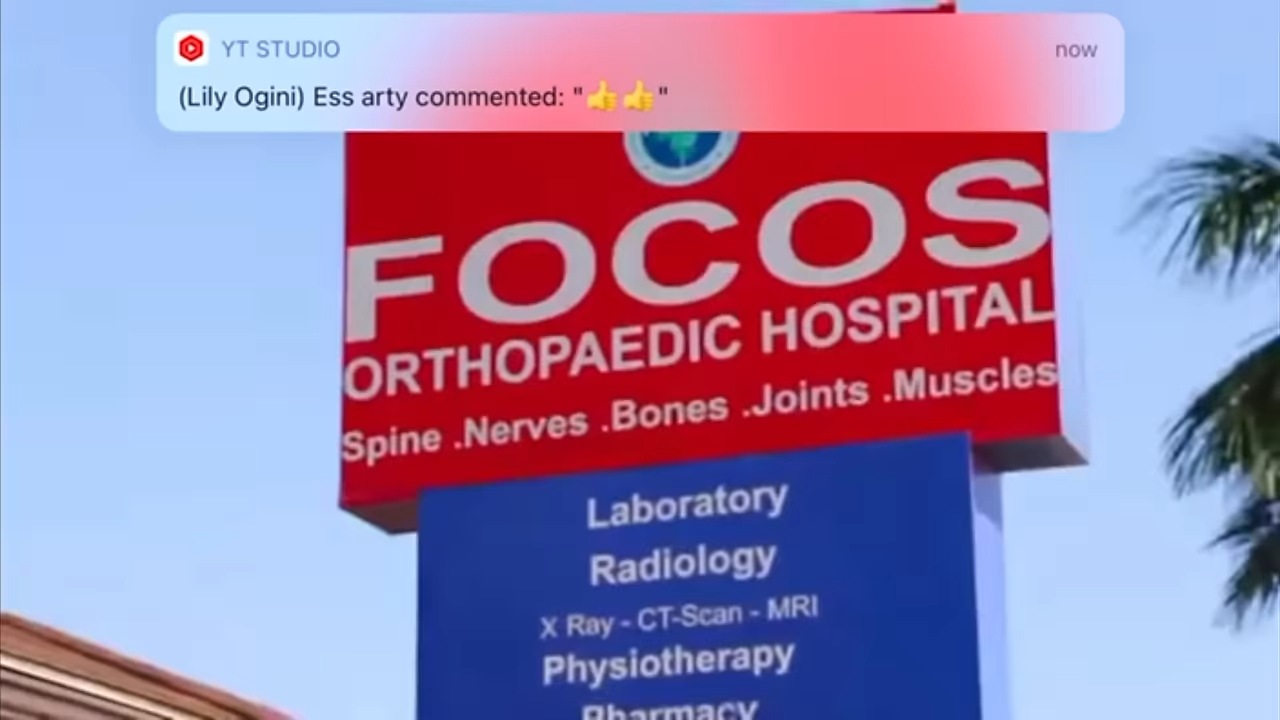 YT STUDIO
now
(Lily Ogini) Ess arty commented: "👍👍"
FOCOS
ORTHOPAEDIC HOSPITAL
Spine .Nerves .Bones .Joints .Muscles
Laboratory
Radiology
X Ray - CT-Scan - MRI
Physiotherapy
Pharmacy